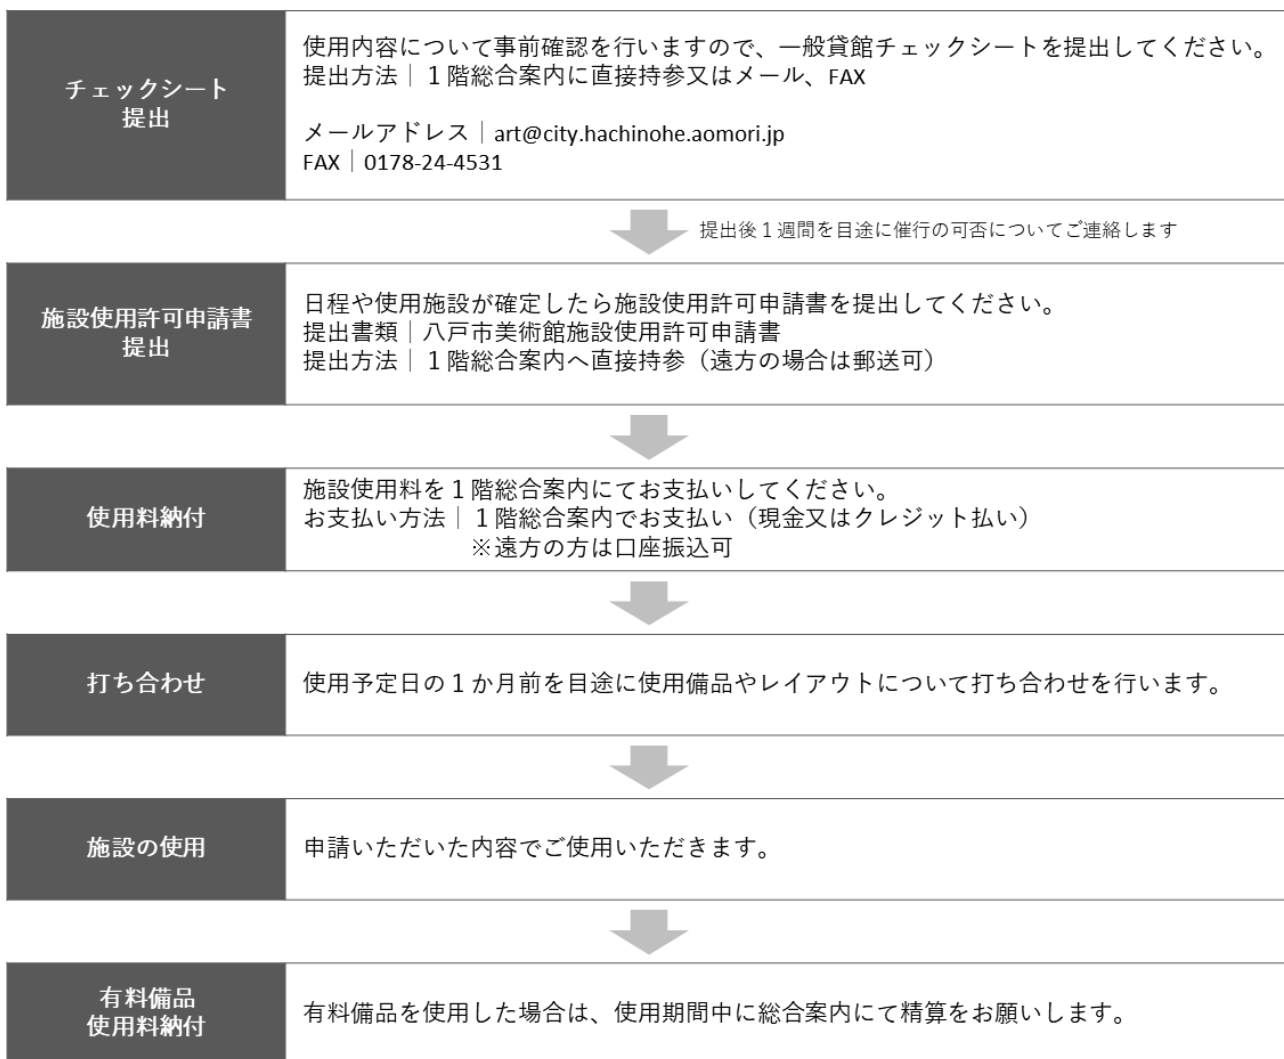 チェックシート
提出
使用内容について事前確認を行いますので、一般貸館チェックシートを提出してください。
提出方法｜１階総合案内に直接持参又はメール、FAX
メールアドレス｜art@city.hachinohe.aomori.jp
FAX｜0178-24-4531
提出後１週間を目途に催行の可否についてご連絡します
施設使用許可申請書
提出
日程や使用施設が確定したら施設使用許可申請書を提出してください。
提出書類｜八戸市美術館施設使用許可申請書
提出方法｜１階総合案内へ直接持参（遠方の場合は郵送可）
使用料納付
施設使用料を１階総合案内にてお支払いしてください。
お支払い方法｜１階総合案内でお支払い（現金又はクレジット払い）
※遠方の方は口座振込可
打ち合わせ
使用予定日の１か月前を目途に使用備品やレイアウトについて打ち合わせを行います。
施設の使用
申請いただいた内容でご使用いただきます。
有料備品
使用料納付
有料備品を使用した場合は、使用期間中に総合案内にて精算をお願いします。